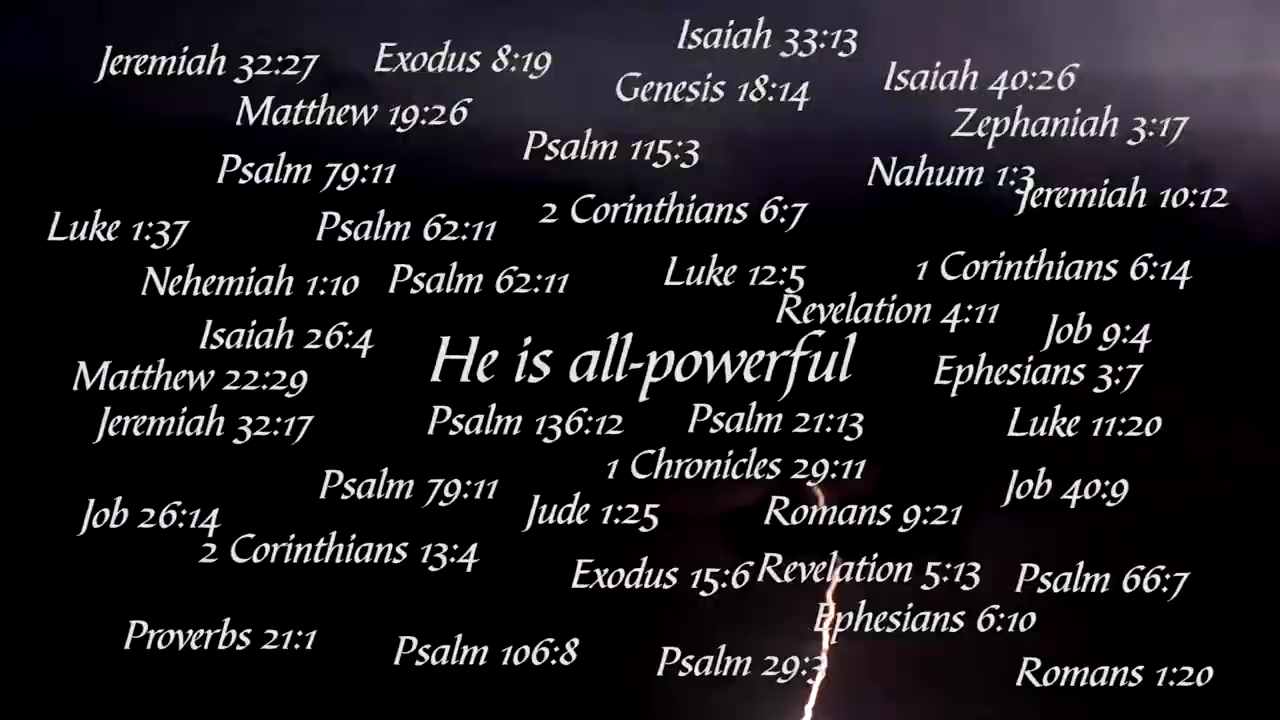 Isaiah 33:13
Jeremiah 32:27
Exodus 8:19
Isaiah 40:26
Genesis 18:14
Matthew 19:26
Zephaniah 3:17
Psalm 115:3
Psalm 79:11
Nahum 1:3
Jeremiah 10:12
2 Corinthians 6:7
Luke 1:37
Psalm 62:11
Luke 12:5
1 Corinthians 6:14
Nehemiah 1:10
Psalm 62:11
Revelation 4:11
Isaiah 26:4
Job 9:4
He is all-powerful
Matthew 22:29
Ephesians 3:7
Jeremiah 32:17
Psalm 136:12
Psalm 21:13
Luke 11:20
1 Chronicles 29:11
Psalm 79:11
Job 40:9
Job 26:14
Jude 1:25
Romans 9:21
2 Corinthians 13:4
Exodus 15:6
Revelation 5:13
Psalm 66:7
Ephesians 6:10
Proverbs 21:1
Psalm 106:8
Psalm 29:3
Romans 1:20